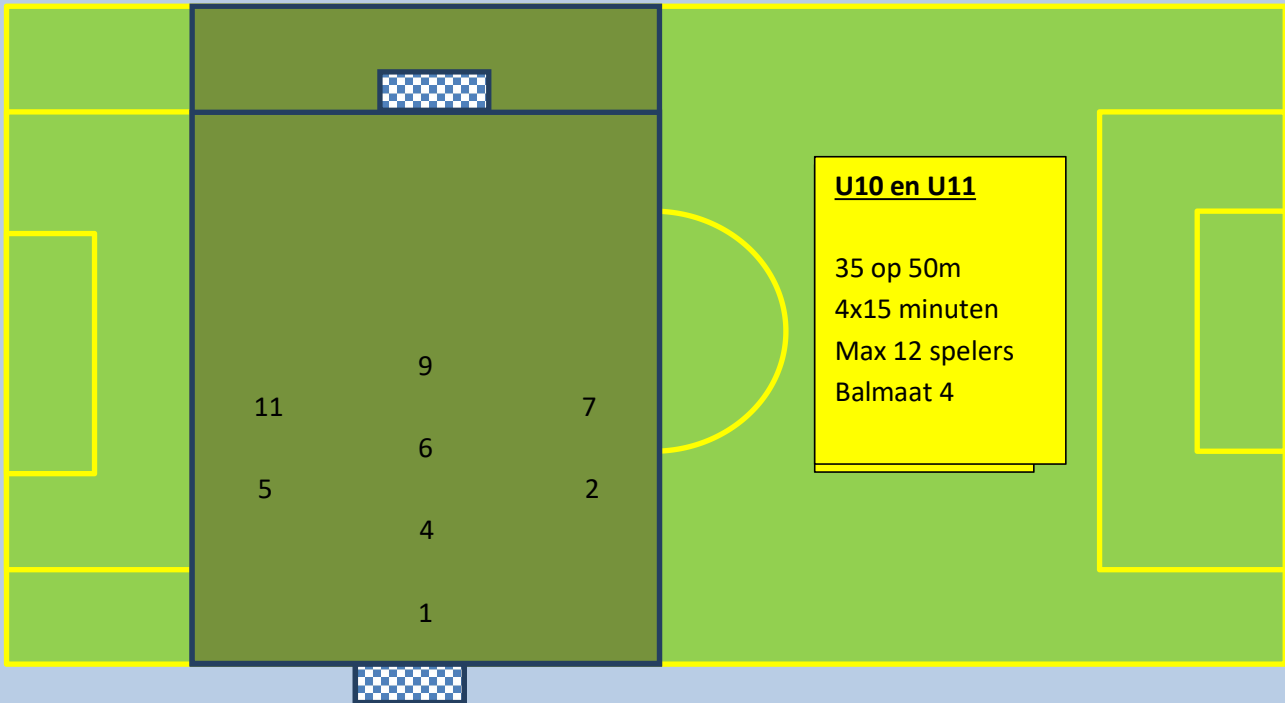 U10 en U11
35 op 50m
4x15 minuten
Max 12 spelers
Balmaat 4
9
11 7
6
5 2
4
1